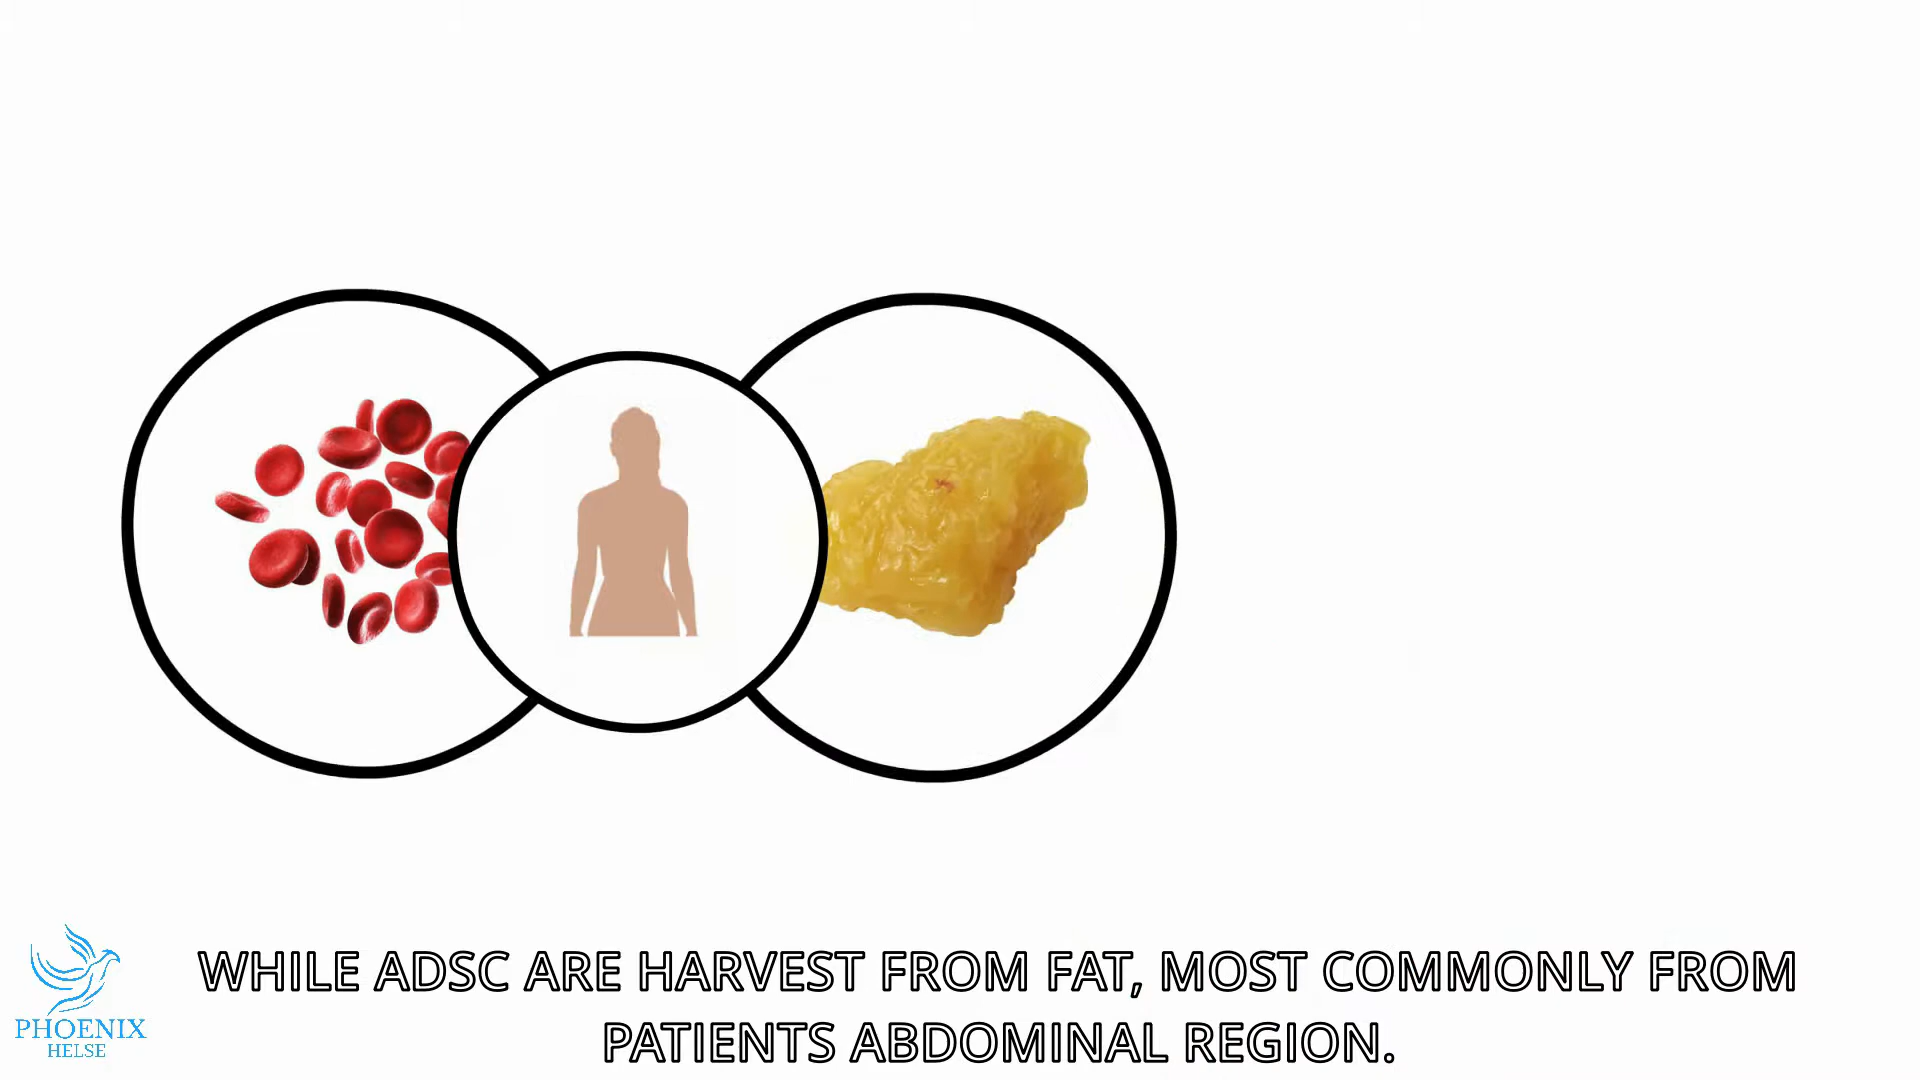 WHILE ADSC ARE HARVEST FROM FAT, MOST COMMONLY FROM
PATIENTS ABDOMINAL REGION.
PHOENIX
HELSE